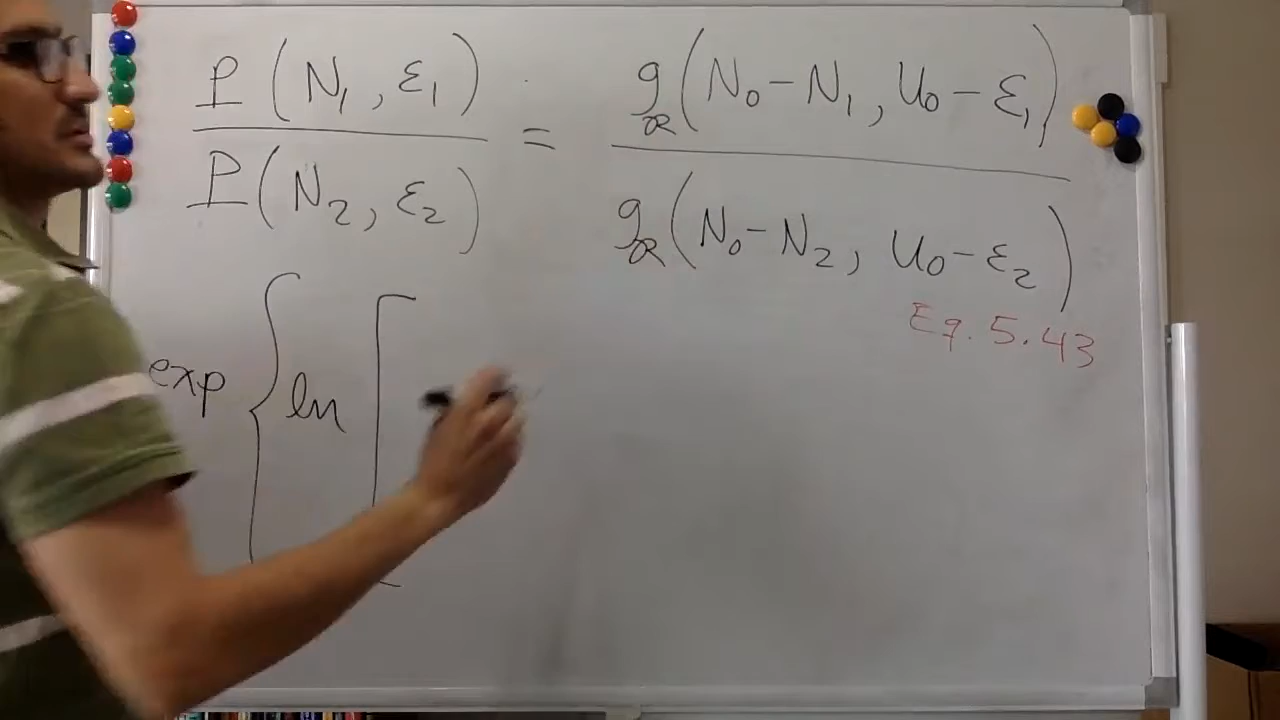 P (N₁, ε₁) / P (N₂, ε₂) = g_R (N₀ − N₁, U₀ − ε₁) / g_R (N₀ − N₂, U₀ − ε₂)
Eq. 5.43
exp { ln [